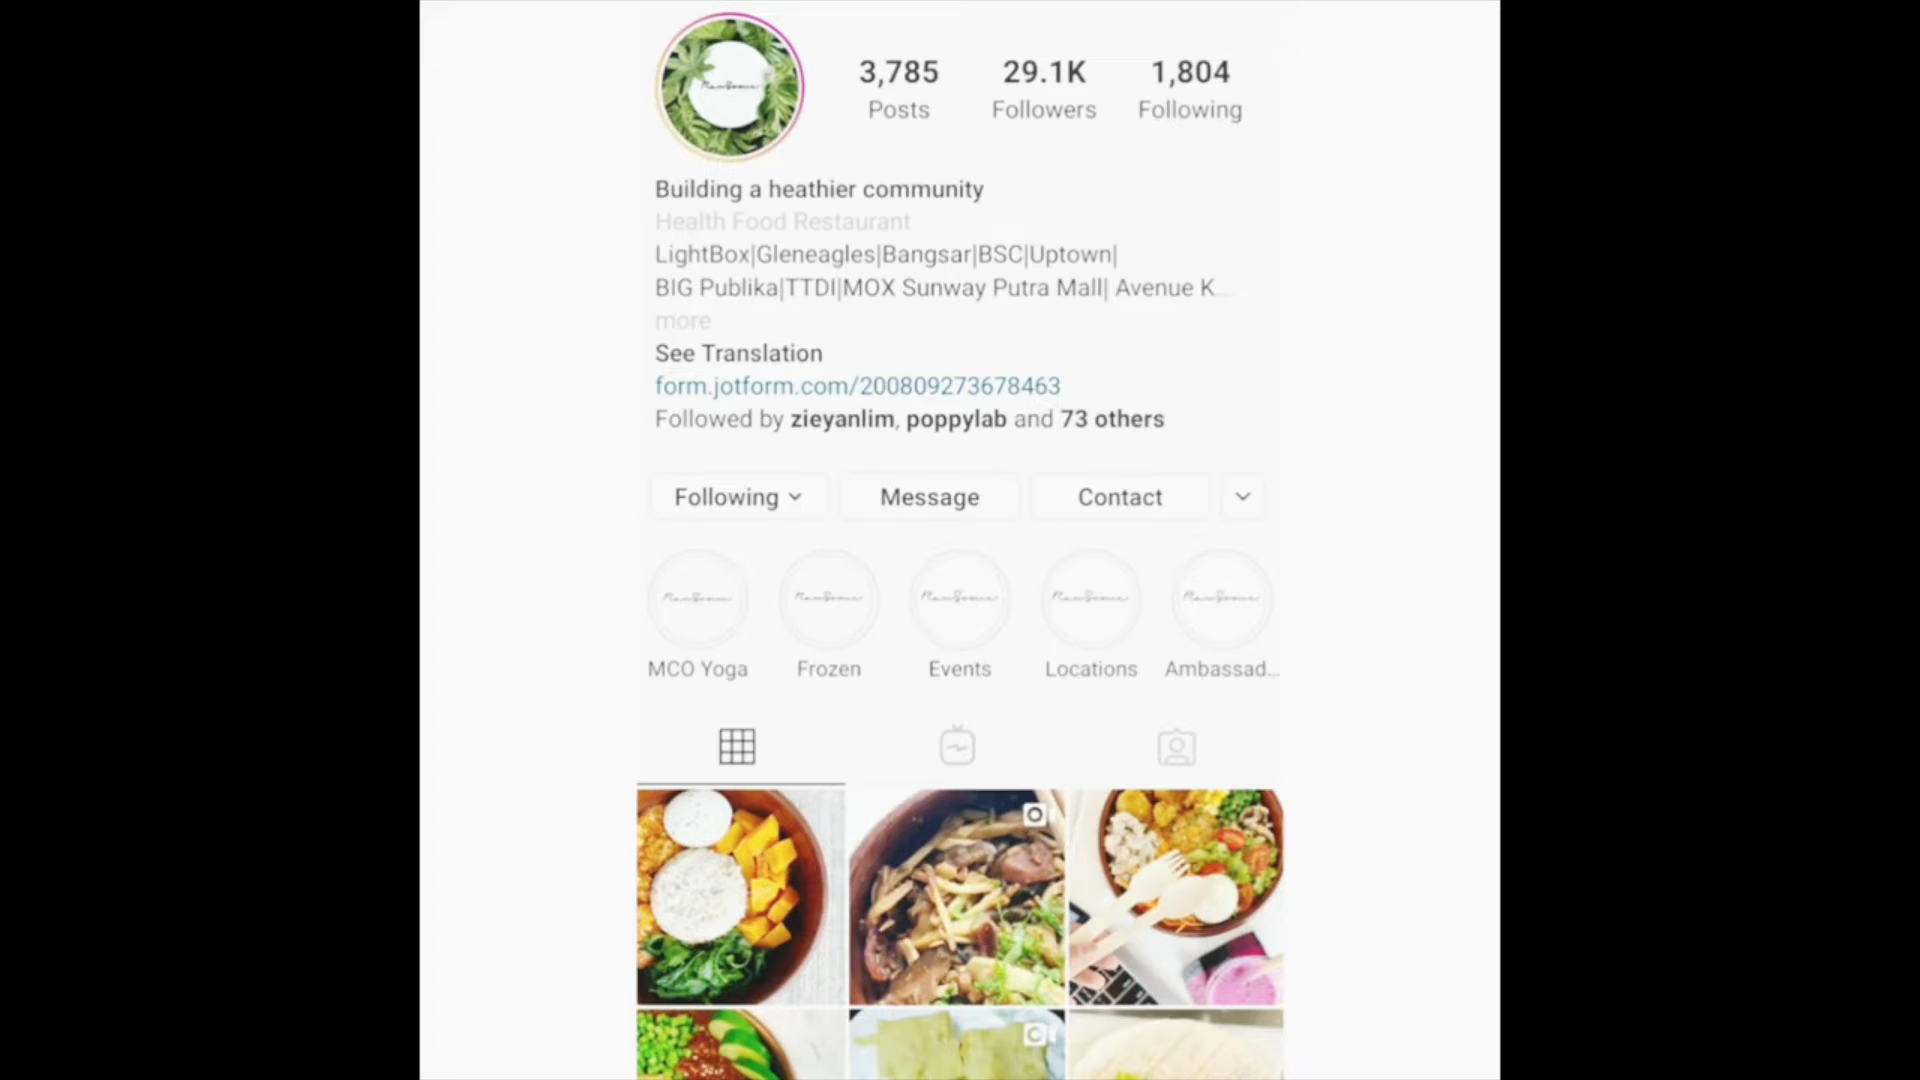 3,785 29.1K 1,804
Posts Followers Following
Building a heathier community
Health Food Restaurant
LightBox|Gleneagles|Bangsar|BSC|Uptown|
BIG Publika|TTDI|MOX Sunway Putra Mall| Avenue K...
more
See Translation
form.jotform.com/200809273678463
Followed by zieyanlim, poppylab and 73 others
Following Message Contact
MCO Yoga Frozen Events Locations Ambassad...